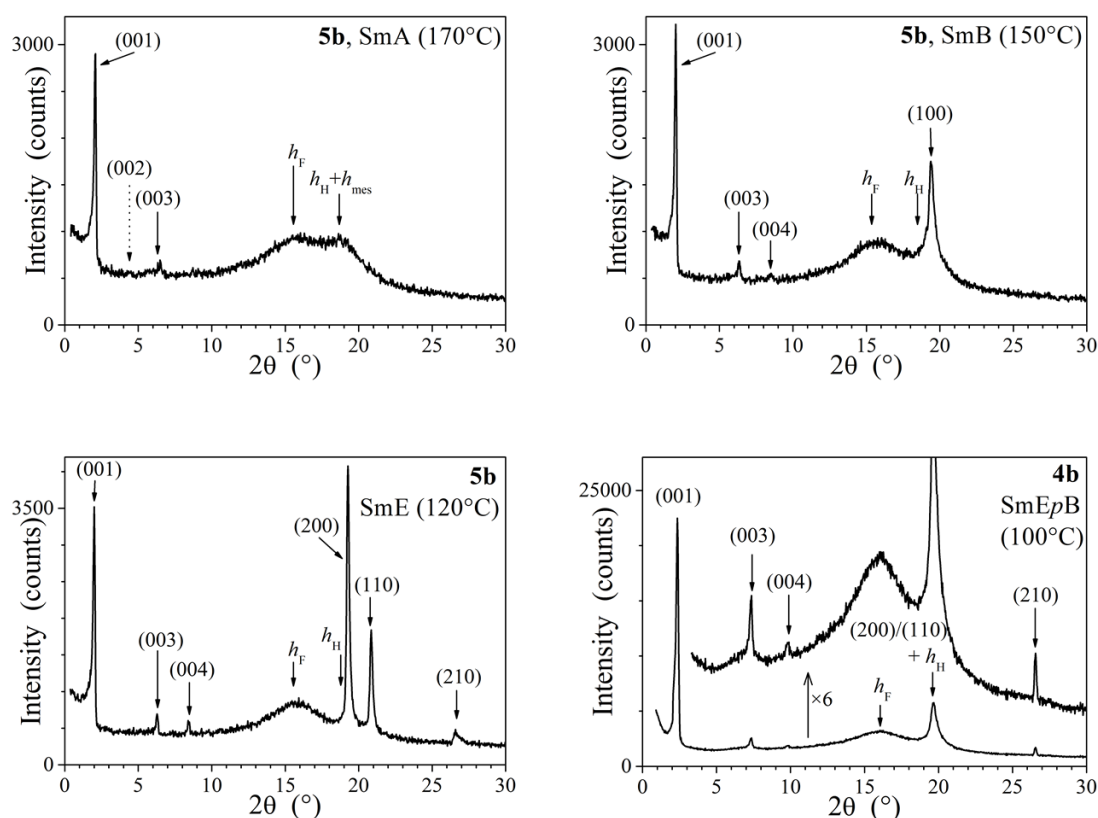 5b, SmA (170°C)
3000
(001)
(002)
(003)
hF
hH+hmes
Intensity (counts)
0
0 5 10 15 20 25 30
2θ (°)
5b, SmB (150°C)
3000
(001)
(100)
hF
hH
(003)
(004)
Intensity (counts)
0
0 5 10 15 20 25 30
2θ (°)
5b
SmE (120°C)
(001)
3500
(200)
(110)
hF
hH
(003)
(004)
(210)
Intensity (counts)
0
0 5 10 15 20 25 30
2θ (°)
4b
SmEpB
(100°C)
25000
(001)
(003)
(004)
(210)
(200)/(110)
+ hH
×6
hF
Intensity (counts)
0
0 5 10 15 20 25 30
2θ (°)